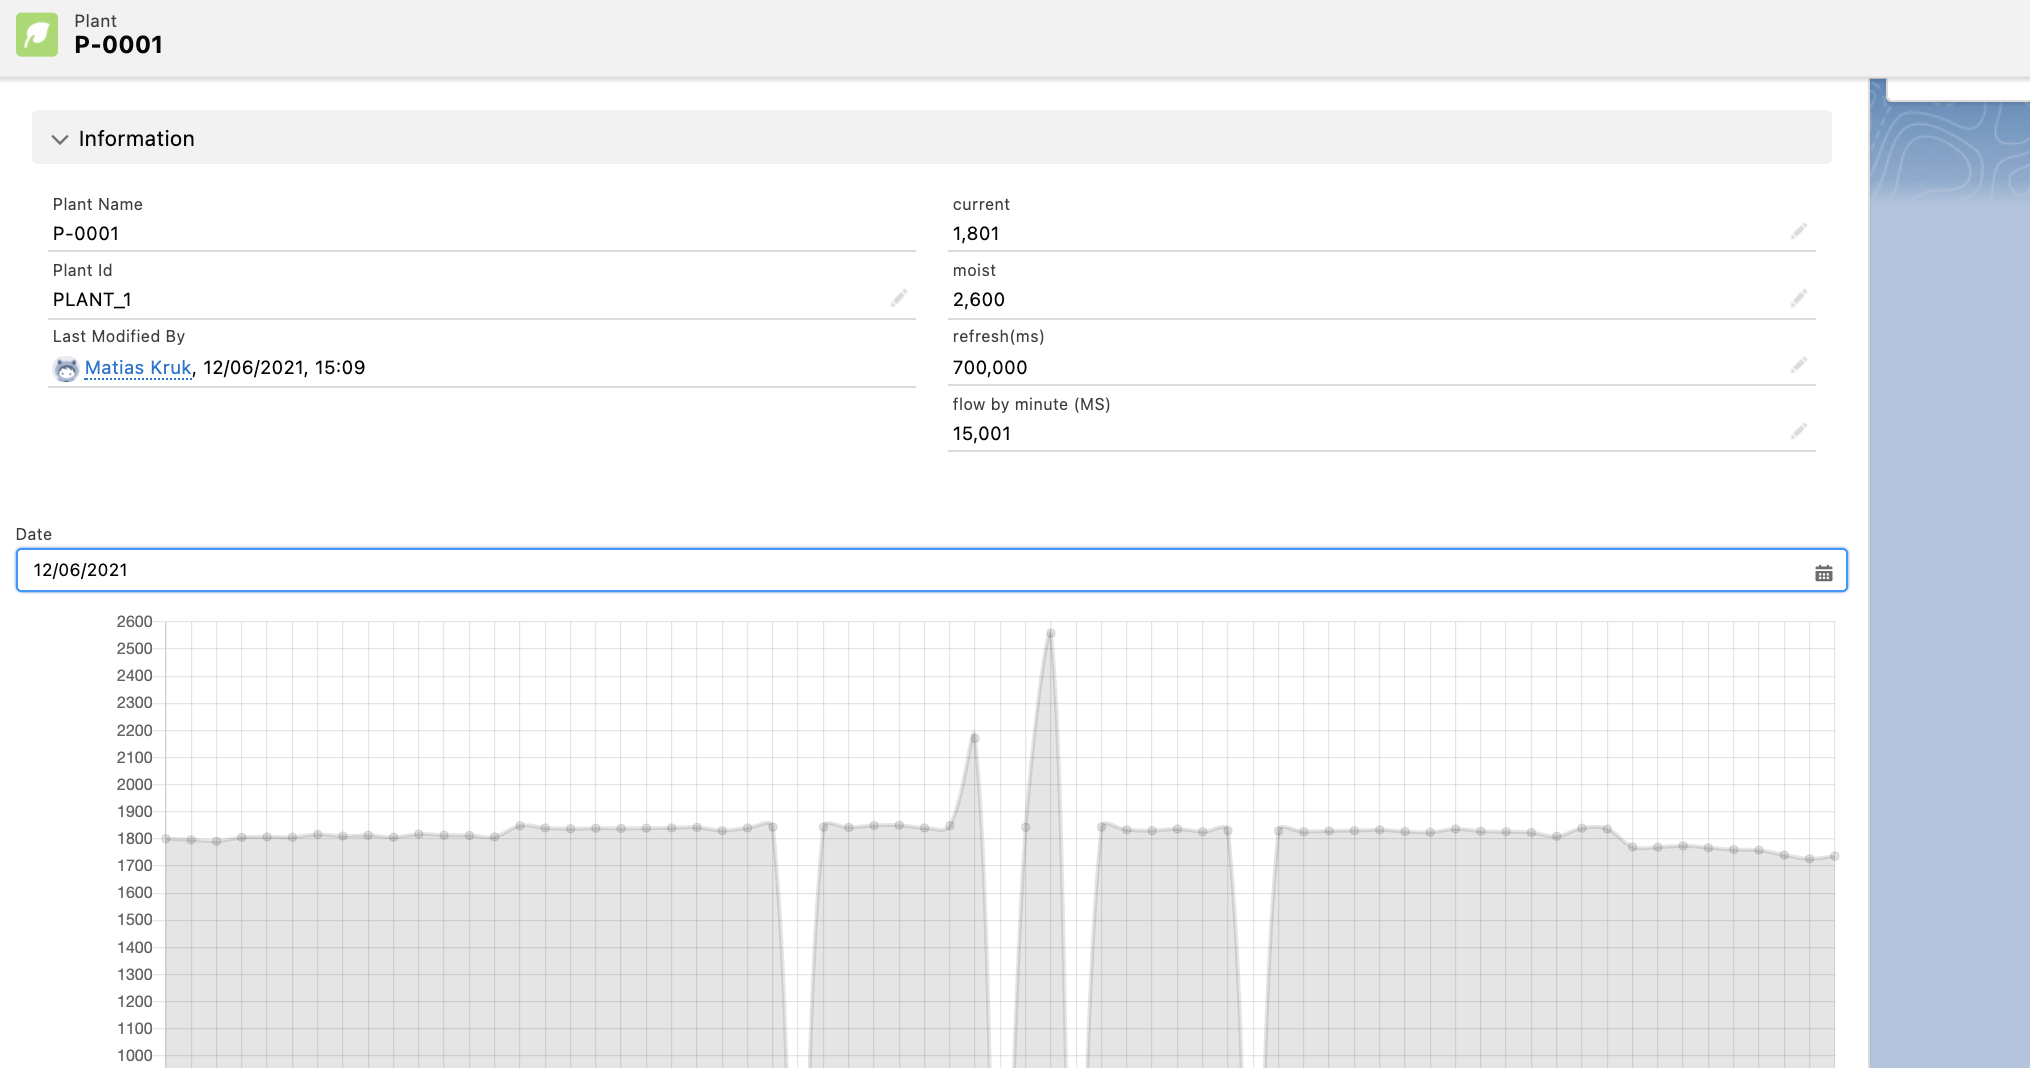 Plant
P-0001
Information
Plant Name
P-0001
Plant Id
PLANT_1
Last Modified By
Matias Kruk, 12/06/2021, 15:09
current
1,801
moist
2,600
refresh(ms)
700,000
flow by minute (MS)
15,001
Date
12/06/2021
2600
2500
2400
2300
2200
2100
2000
1900
1800
1700
1600
1500
1400
1300
1200
1100
1000